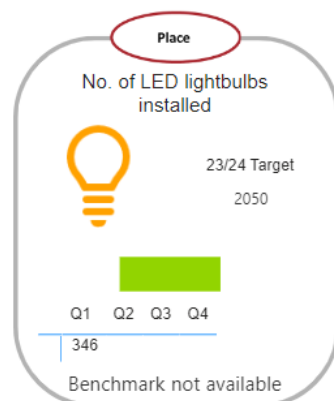 Place
No. of LED lightbulbs
installed
23/24 Target
2050
Q1 Q2 Q3 Q4
346
Benchmark not available